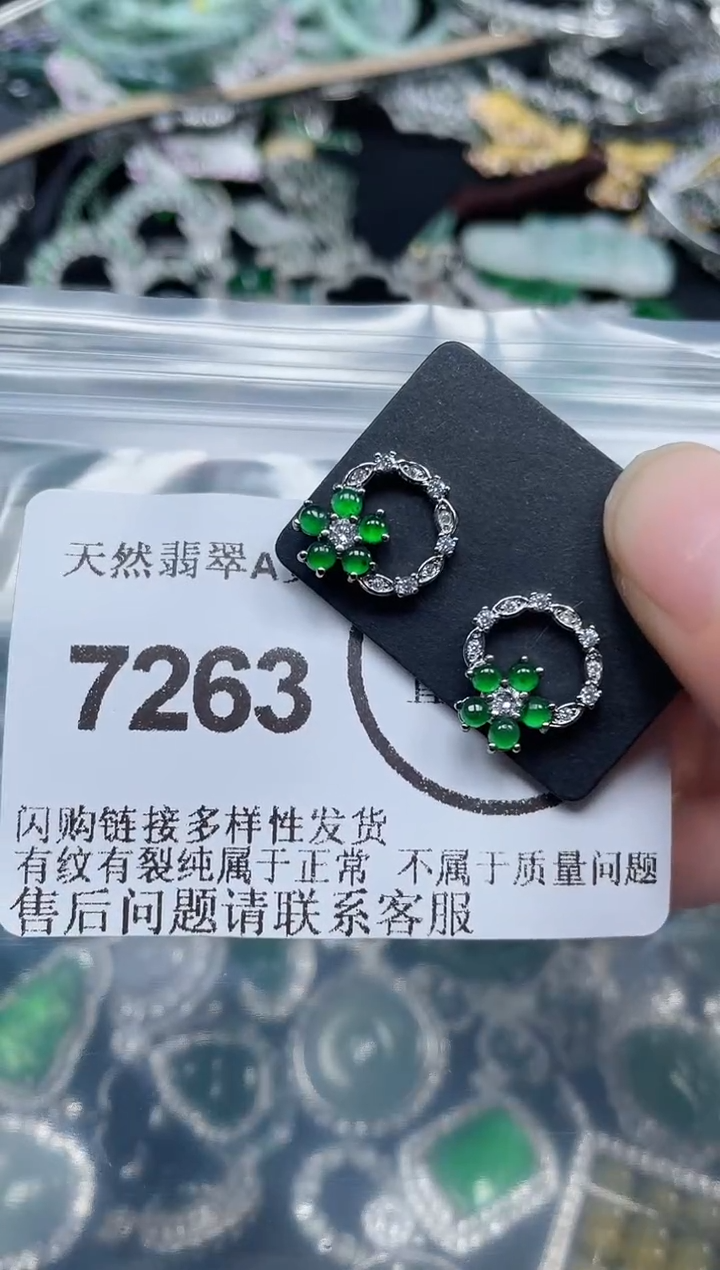 天然翡翠A
7263
闪购链接多样性发货
有纹有裂纯属于正常 不属于质量问题
售后问题请联系客服